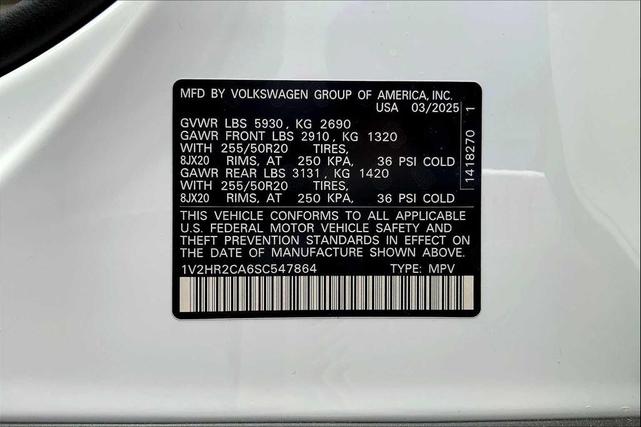 MFD BY VOLKSWAGEN GROUP OF AMERICA, INC.
USA 03/2025
GVWR LBS 5930 , KG 2690
GAWR FRONT LBS 2910 , KG 1320
WITH 255/50R20 TIRES,
8JX20 RIMS, AT 250 KPA, 36 PSI COLD
GAWR REAR LBS 3131 , KG 1420
WITH 255/50R20 TIRES,
8JX20 RIMS, AT 250 KPA, 36 PSI COLD
1418270 1
THIS VEHICLE CONFORMS TO ALL APPLICABLE
U.S. FEDERAL MOTOR VEHICLE SAFETY AND
THEFT PREVENTION STANDARDS IN EFFECT ON
THE DATE OF MANUFACTURE SHOWN ABOVE.
1V2HR2CA6SC547864 TYPE: MPV